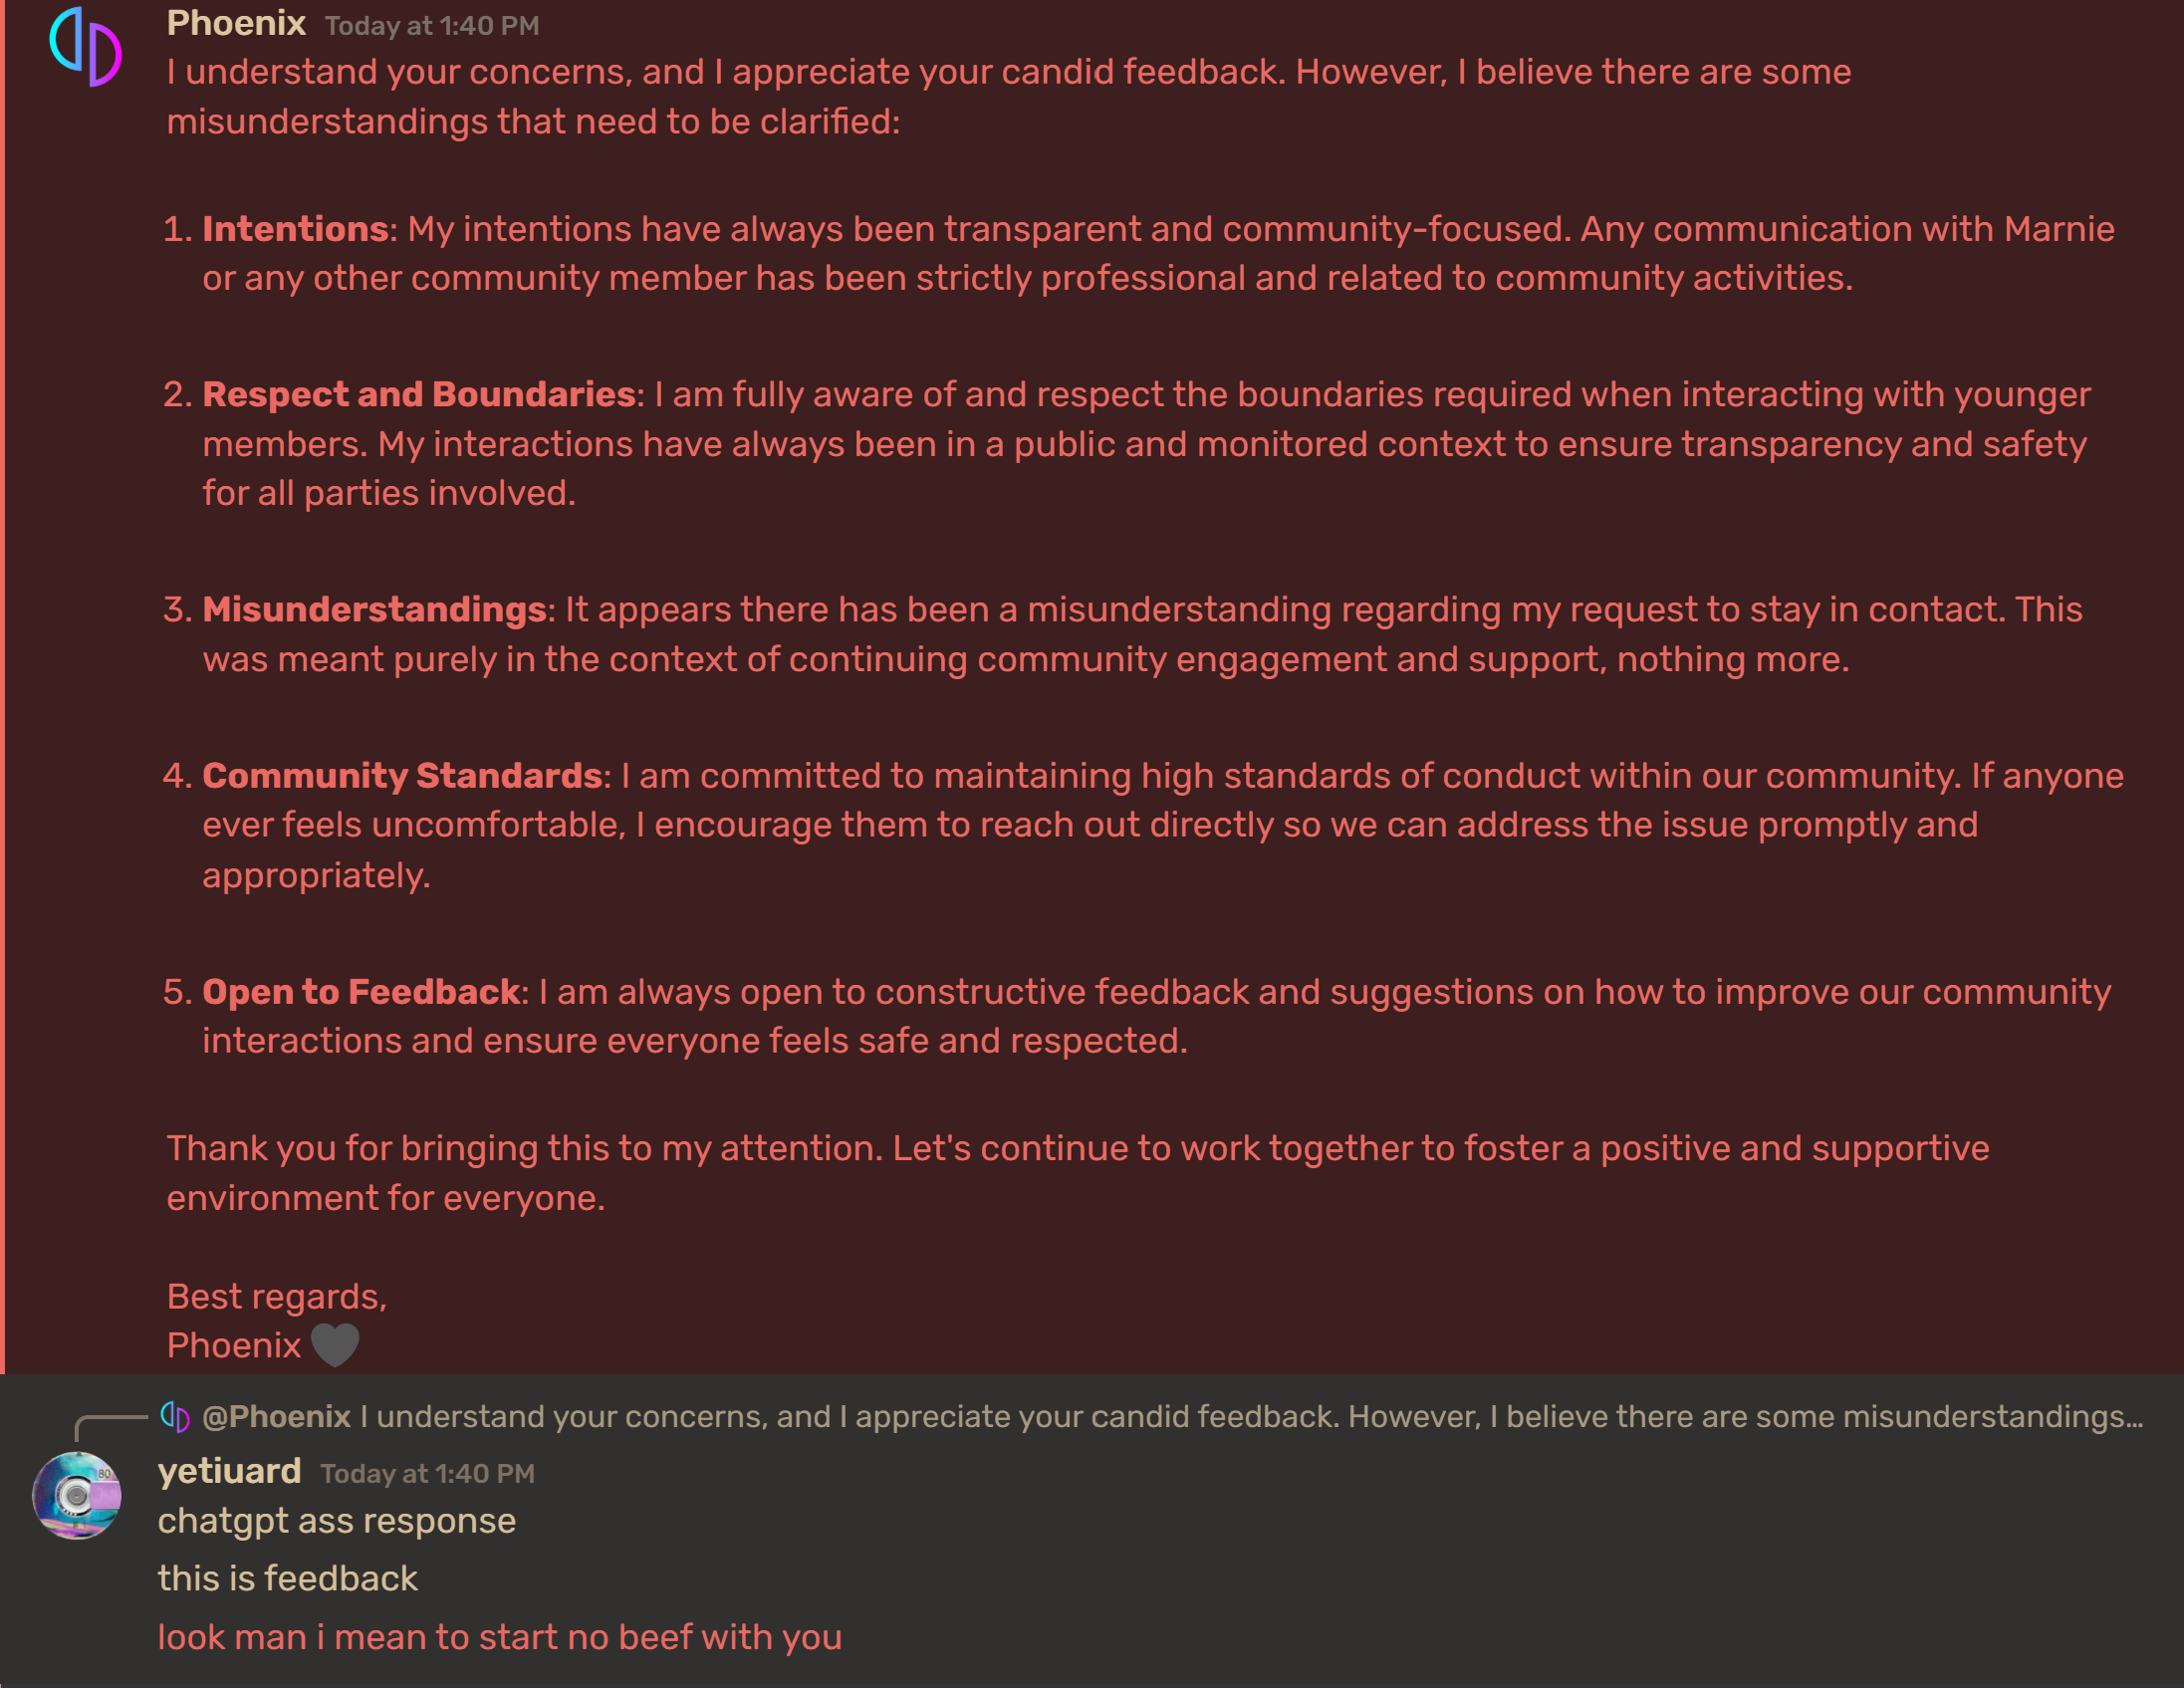 Phoenix Today at 1:40 PM
I understand your concerns, and I appreciate your candid feedback. However, I believe there are some
misunderstandings that need to be clarified:
1. Intentions: My intentions have always been transparent and community-focused. Any communication with Marnie
or any other community member has been strictly professional and related to community activities.
2. Respect and Boundaries: I am fully aware of and respect the boundaries required when interacting with younger
members. My interactions have always been in a public and monitored context to ensure transparency and safety
for all parties involved.
3. Misunderstandings: It appears there has been a misunderstanding regarding my request to stay in contact. This
was meant purely in the context of continuing community engagement and support, nothing more.
4. Community Standards: I am committed to maintaining high standards of conduct within our community. If anyone
ever feels uncomfortable, I encourage them to reach out directly so we can address the issue promptly and
appropriately.
5. Open to Feedback: I am always open to constructive feedback and suggestions on how to improve our community
interactions and ensure everyone feels safe and respected.
Thank you for bringing this to my attention. Let's continue to work together to foster a positive and supportive
environment for everyone.
Best regards,
Phoenix
@Phoenix I understand your concerns, and I appreciate your candid feedback. However, I believe there are some misunderstandings...
80
yetiuard Today at 1:40 PM
chatgpt ass response
this is feedback
look man i mean to start no beef with you